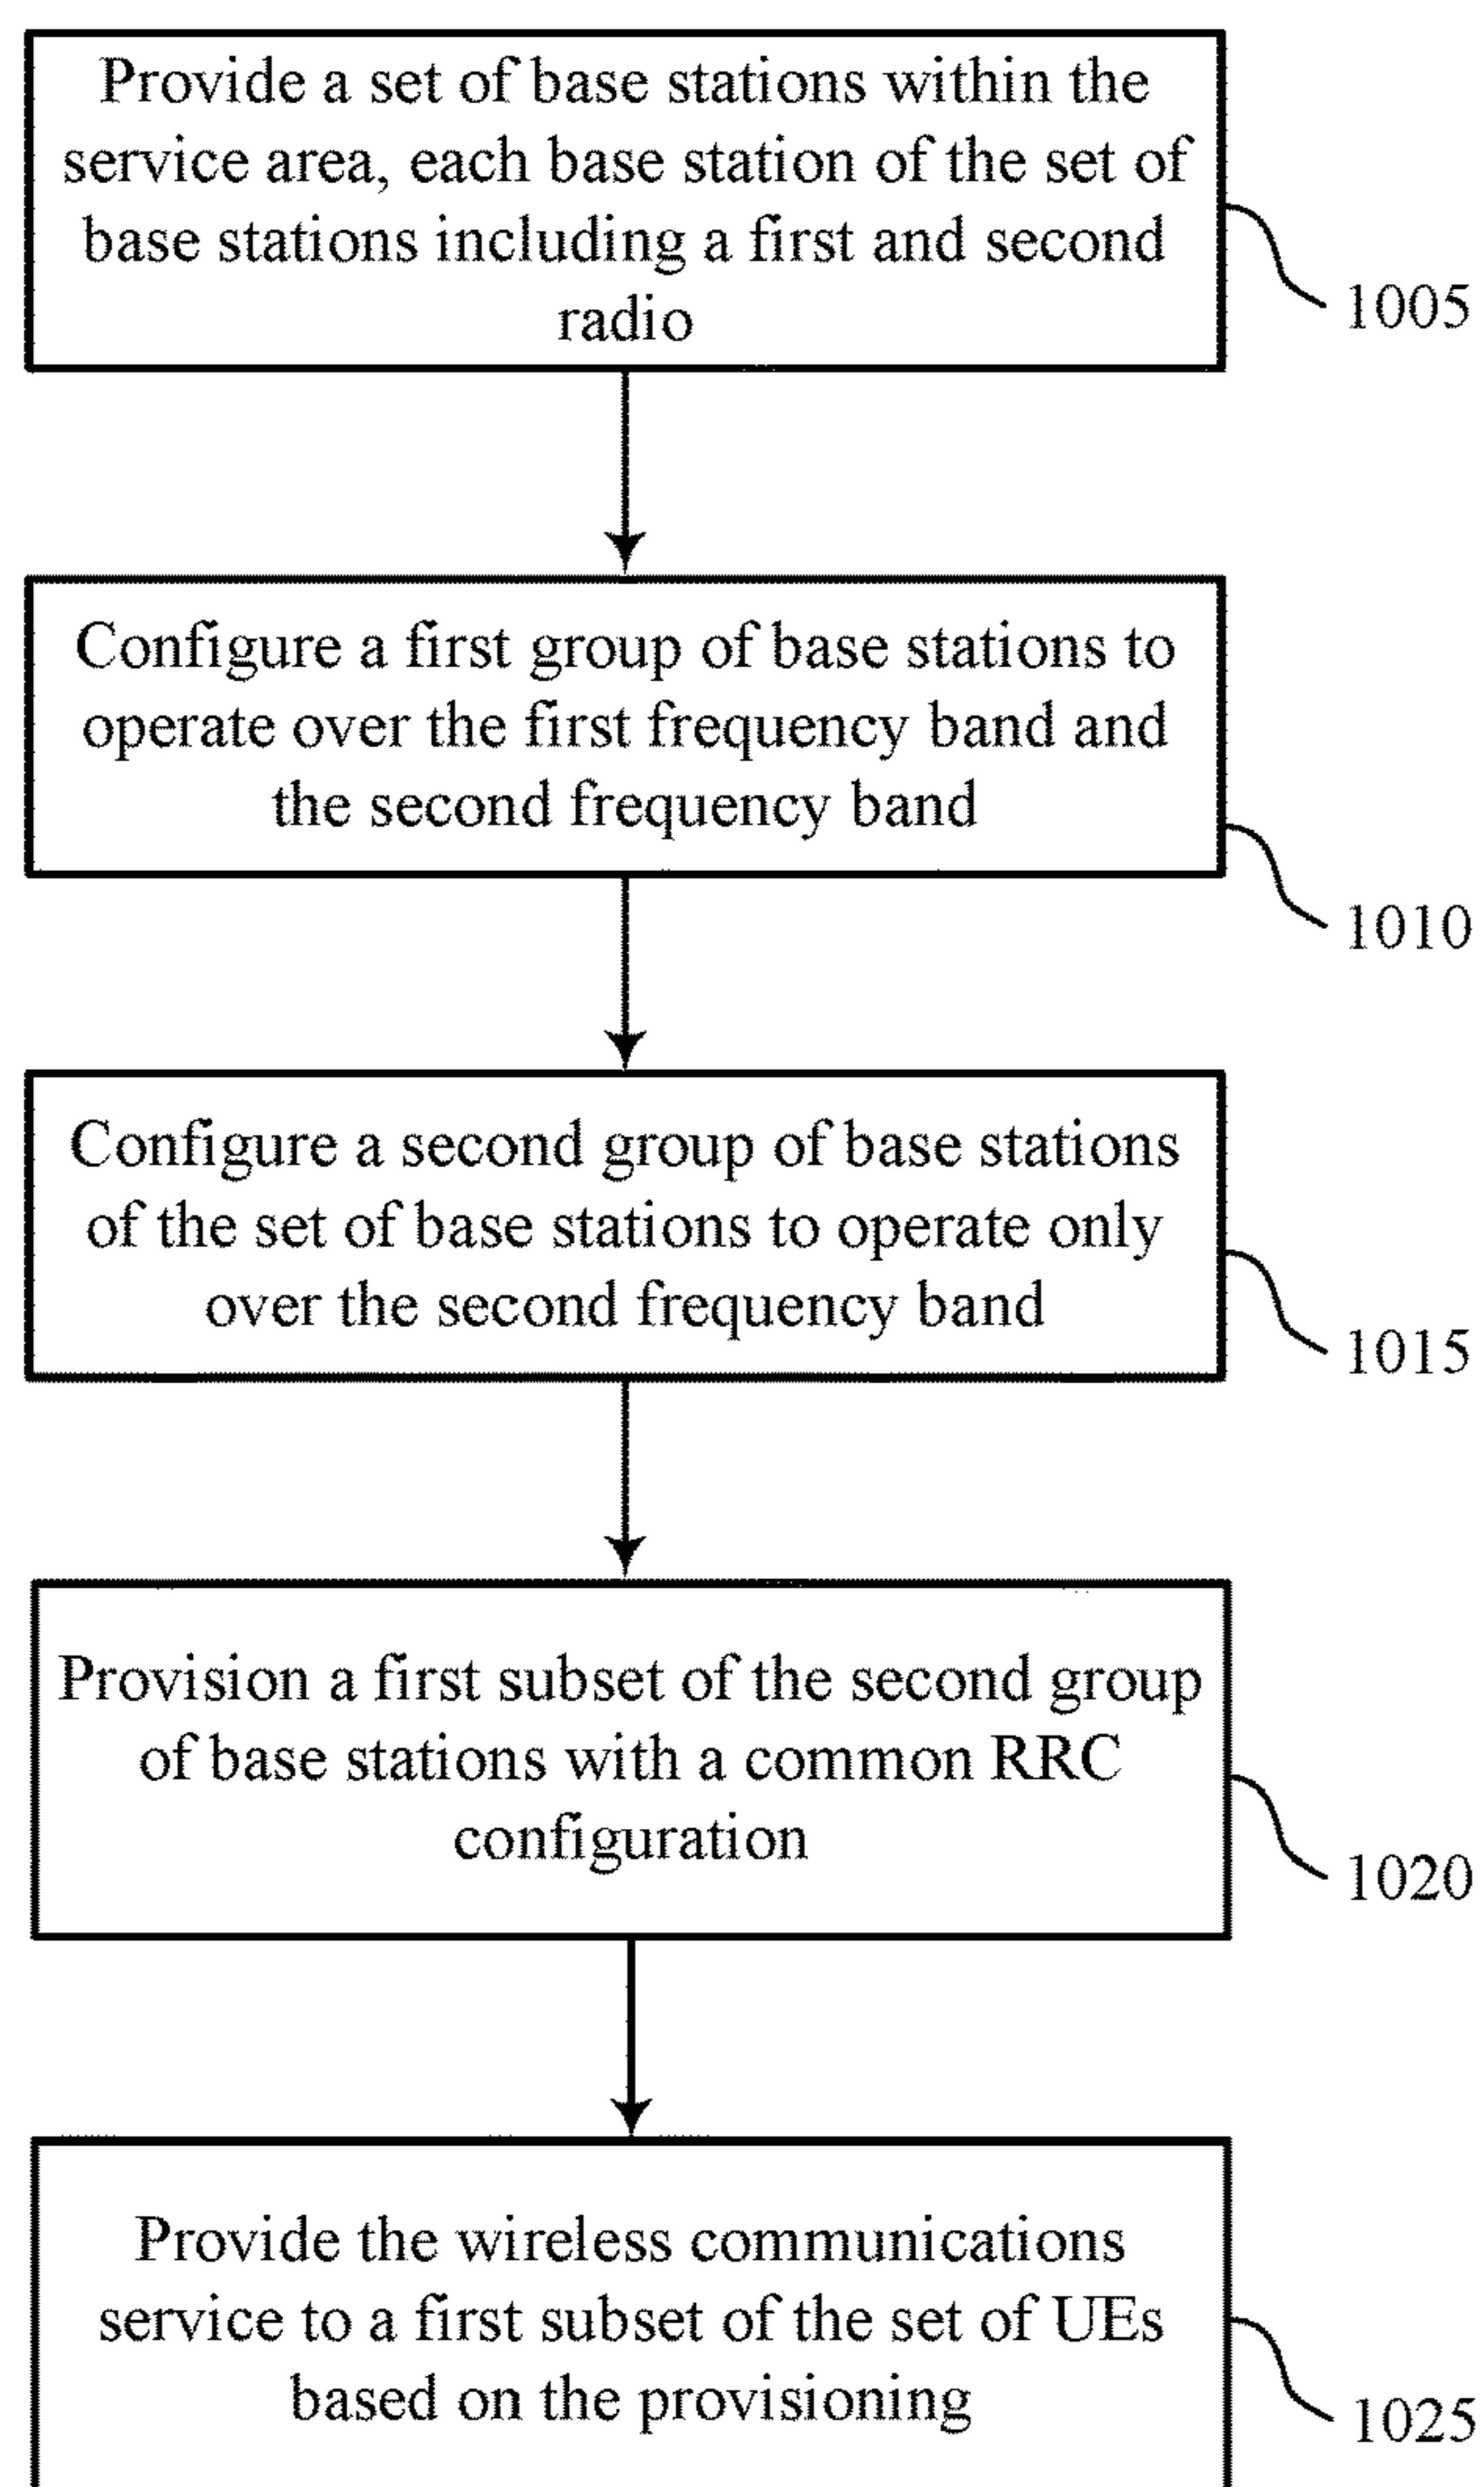 Provide a set of base stations within the
service area, each base station of the set of
base stations including a first and second
radio
1005
Configure a first group of base stations to
operate over the first frequency band and
the second frequency band
1010
Configure a second group of base stations
of the set of base stations to operate only
over the second frequency band
1015
Provision a first subset of the second group
of base stations with a common RRC
configuration
1020
Provide the wireless communications
service to a first subset of the set of UEs
based on the provisioning
1025